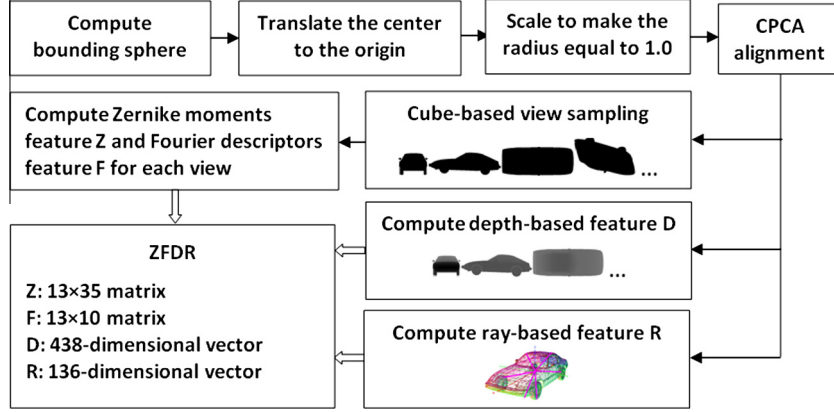 Compute
bounding sphere
Translate the center
to the origin
Scale to make the
radius equal to 1.0
CPCA
alignment
Cube-based view sampling
...
Compute Zernike moments
feature Z and Fourier descriptors
feature F for each view
Compute depth-based feature D
...
Compute ray-based feature R
ZFDR
Z: 13×35 matrix
F: 13×10 matrix
D: 438-dimensional vector
R: 136-dimensional vector